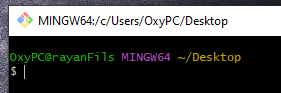 MINGW64:/c/Users/OxyPC/Desktop
OxyPC@rayanFils MINGW64 ~/Desktop
$